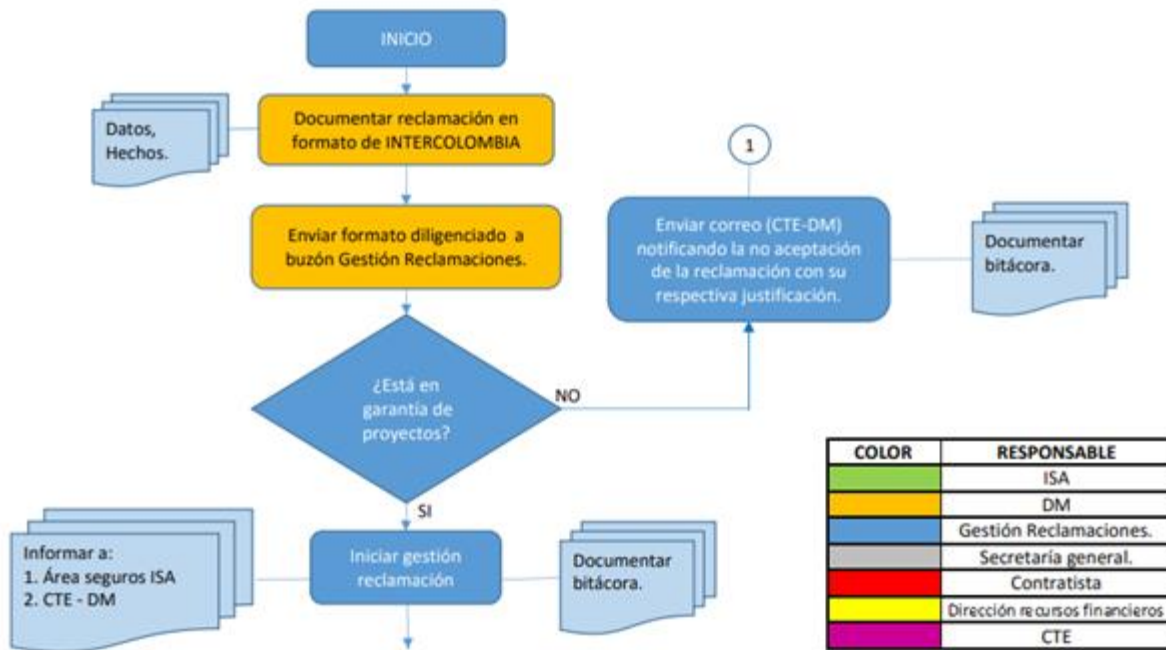 INICIO
Datos,
Hechos.
Documentar reclamación en
formato de INTERCOLOMBIA
Enviar formato diligenciado a
buzón Gestión Reclamaciones.
1
Enviar correo (CTE-DM)
notificando la no aceptación
de la reclamación con su
respectiva justificación.
Documentar
bitácora.
¿Está en
garantía de
proyectos?
NO
SI
Informar a:
1. Área seguros ISA
2. CTE - DM
Iniciar gestión
reclamación
Documentar
bitácora.
COLOR RESPONSABLE
ISA
DM
Gestión Reclamaciones.
Secretaría general.
Contratista
Dirección recursos financieros
CTE